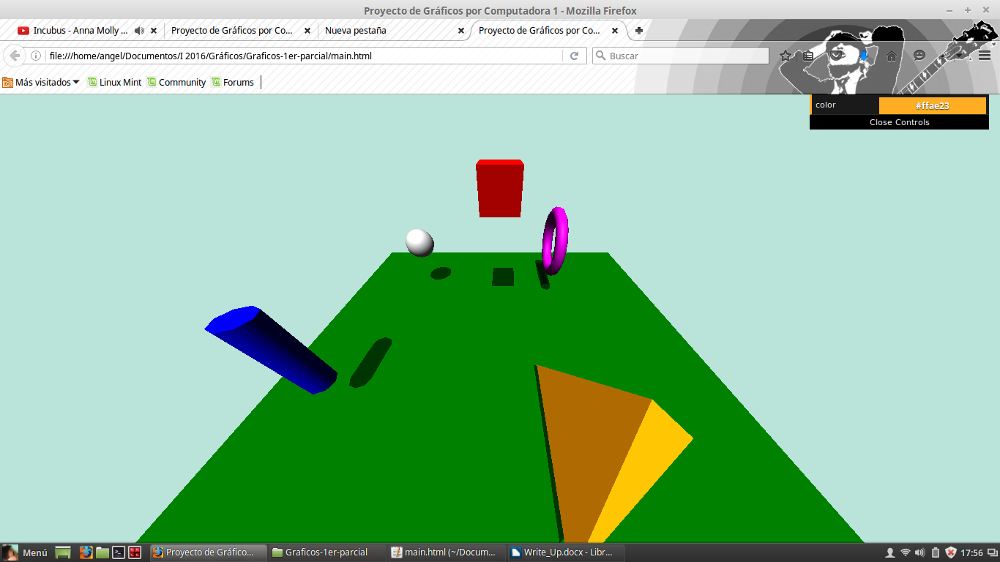 Proyecto de Gráficos por Computadora 1 - Mozilla Firefox
Incubus - Anna Molly ... Proyecto de Gráficos por Co... Nueva pestaña Proyecto de Gráficos por Co...
file:///home/angel/Documentos/I 2016/Gráficos/Graficos-1er-parcial/main.html Buscar
Más visitados Linux Mint Community Forums
color #ffae23
Close Controls
Menú Proyecto de Gráfico... Graficos-1er-parcial main.html (~/Docum... Write_Up.docx - Libr... 17:56